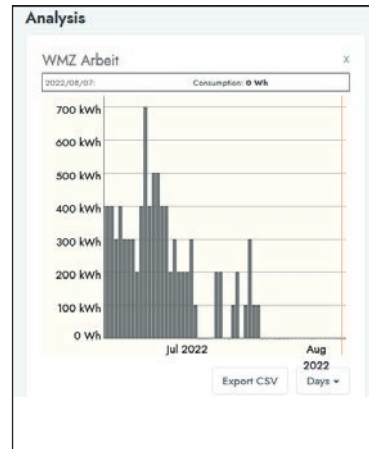 Analysis
WMZ Arbeit x
2022/08/07: Consumption: 0 Wh
700 kWh
600 kWh
500 kWh
400 kWh
300 kWh
200 kWh
100 kWh
0 Wh
Jul 2022 Aug
2022
Export CSV Days